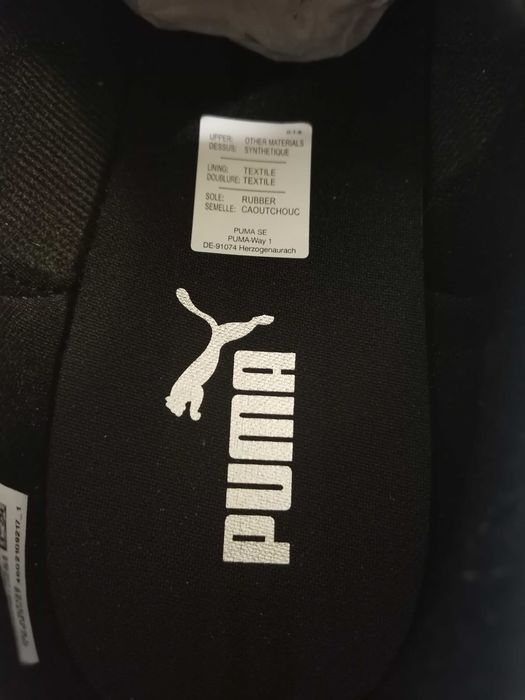 UPPER: OTHER MATERIALS
DESSUS: SYNTHETIQUE
LINING: TEXTILE
DOUBLURE: TEXTILE
SOLE: RUBBER
SEMELLE: CAOUTCHOUC
PUMA SE
PUMA-Way 1
DE-91074 Herzogenaurach
PUMA